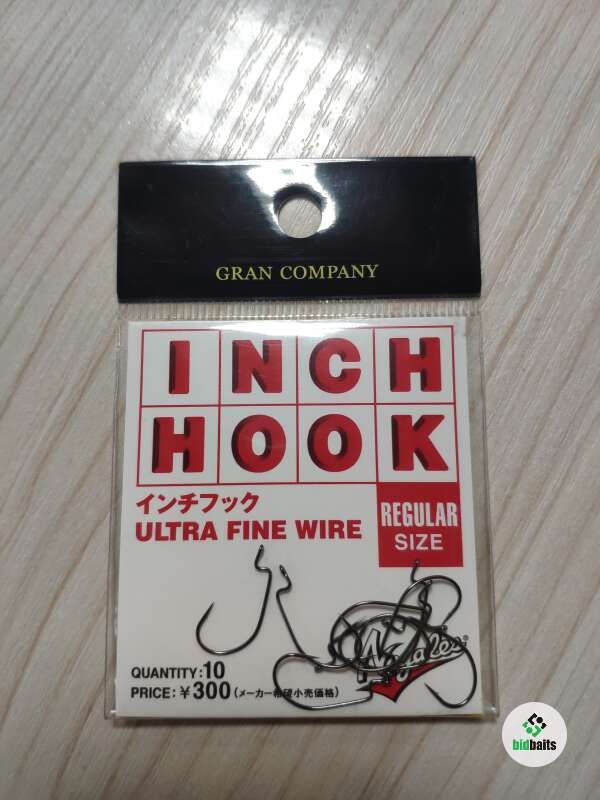 GRAN COMPANY
INCH
HOOK
インチフック
ULTRA FINE WIRE
REGULAR
SIZE
QUANTITY:10
PRICE:¥300(メーカー希望小売価格)
bidbaits